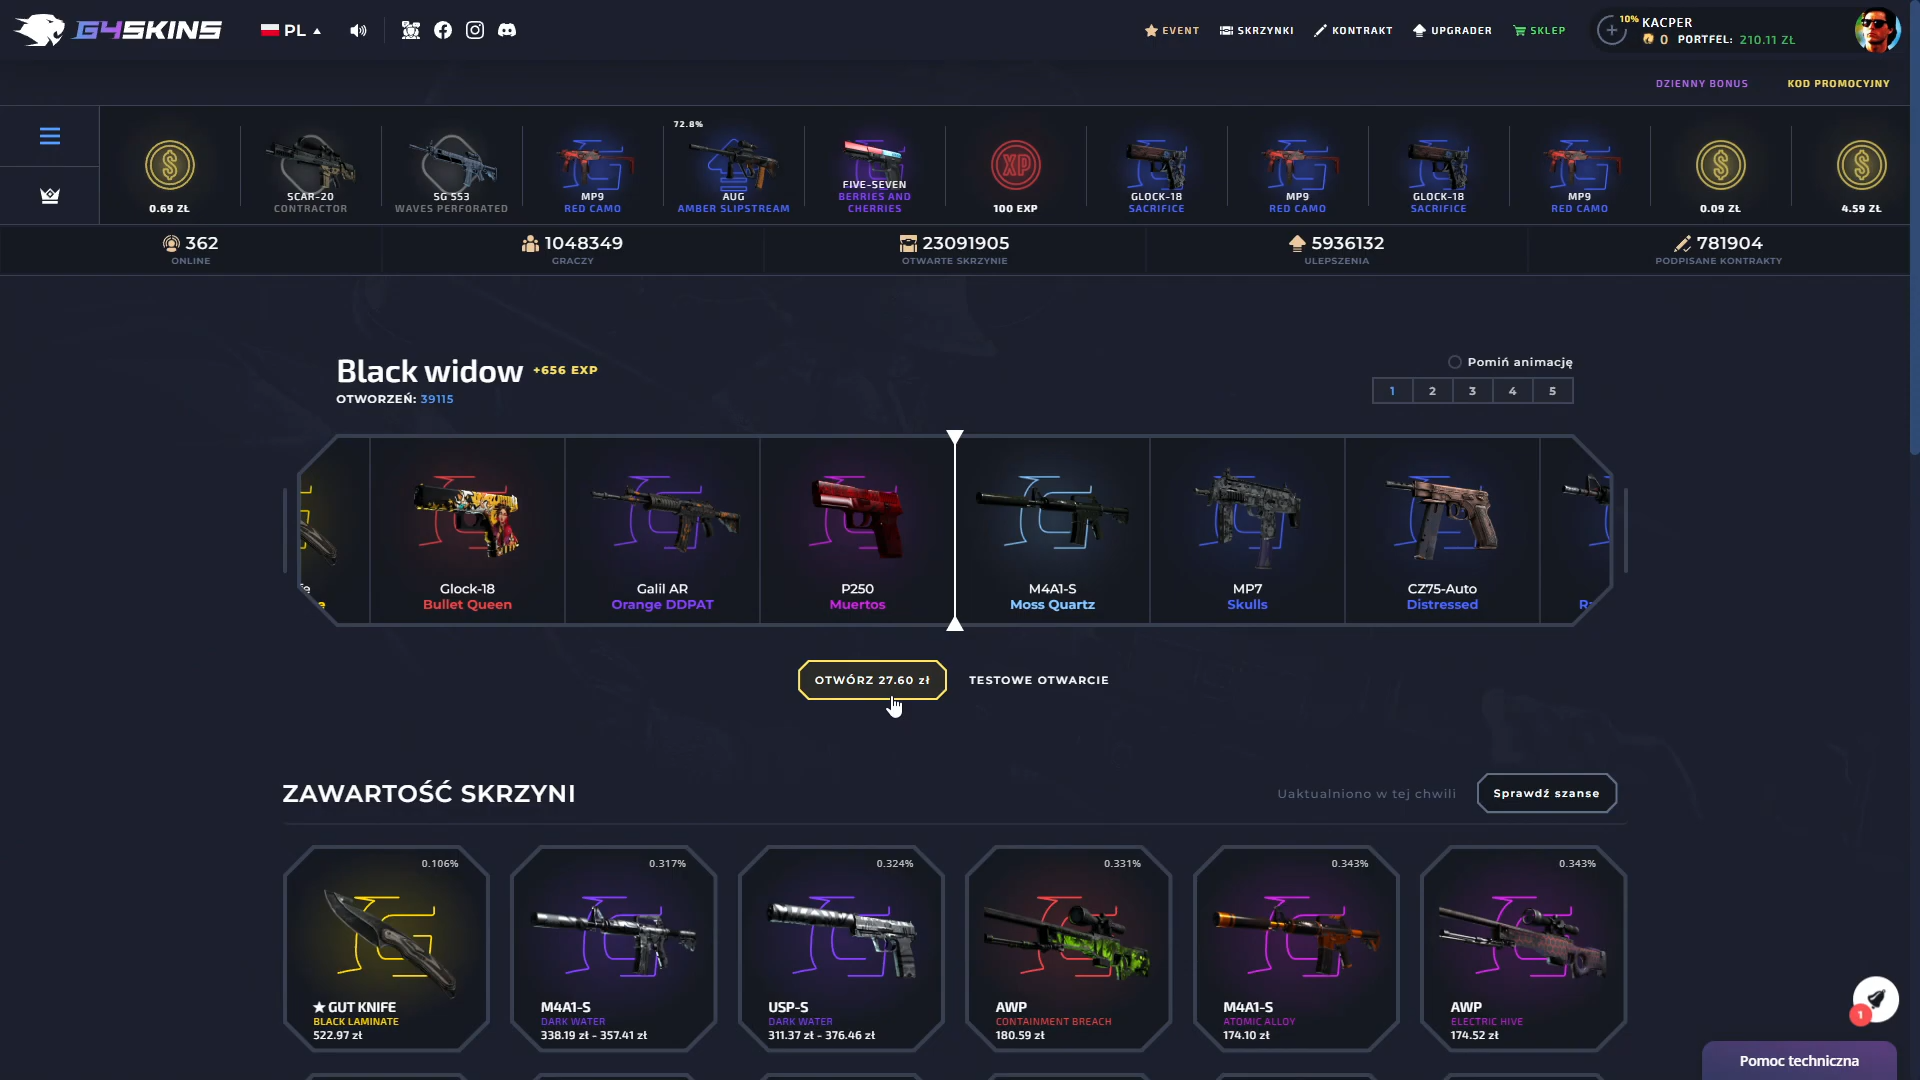 G4SKINS
PL
EVENT
SKRZYNKI
KONTRAKT
UPGRADER
SKLEP
10%
KACPER
0 PORTFEL: 210.11 ZŁ
DZIENNY BONUS
KOD PROMOCYJNY
0.69 ZŁ
SCAR-20
CONTRACTOR
SG 553
WAVES PERFORATED
MP9
RED CAMO
72.8%
AUG
AMBER SLIPSTREAM
FIVE-SEVEN
BERRIES AND
CHERRIES
XP
100 EXP
GLOCK-18
SACRIFICE
MP9
RED CAMO
GLOCK-18
SACRIFICE
MP9
RED CAMO
0.09 ZŁ
4.59 ZŁ
362
ONLINE
1048349
GRACZY
23091905
OTWARTE SKRZYNIE
5936132
ULEPSZENIA
781904
PODPISANE KONTRAKTY
Black widow +656 EXP
OTWORZEŃ: 39115
Pomiń animację
1 2 3 4 5
Glock-18
Bullet Queen
Galil AR
Orange DDPAT
P250
Muertos
M4A1-S
Moss Quartz
MP7
Skulls
CZ75-Auto
Distressed
OTWÓRZ 27.60 zł
TESTOWE OTWARCIE
ZAWARTOŚĆ SKRZYNI
Uaktualniono w tej chwili
Sprawdź szanse
0.106%
★ GUT KNIFE
BLACK LAMINATE
522.97 zł
0.317%
M4A1-S
DARK WATER
338.19 zł - 357.41 zł
0.324%
USP-S
DARK WATER
311.37 zł - 376.46 zł
0.331%
AWP
CONTAINMENT BREACH
180.59 zł
0.343%
M4A1-S
ATOMIC ALLOY
174.10 zł
0.343%
AWP
ELECTRIC HIVE
174.52 zł
1
Pomoc techniczna